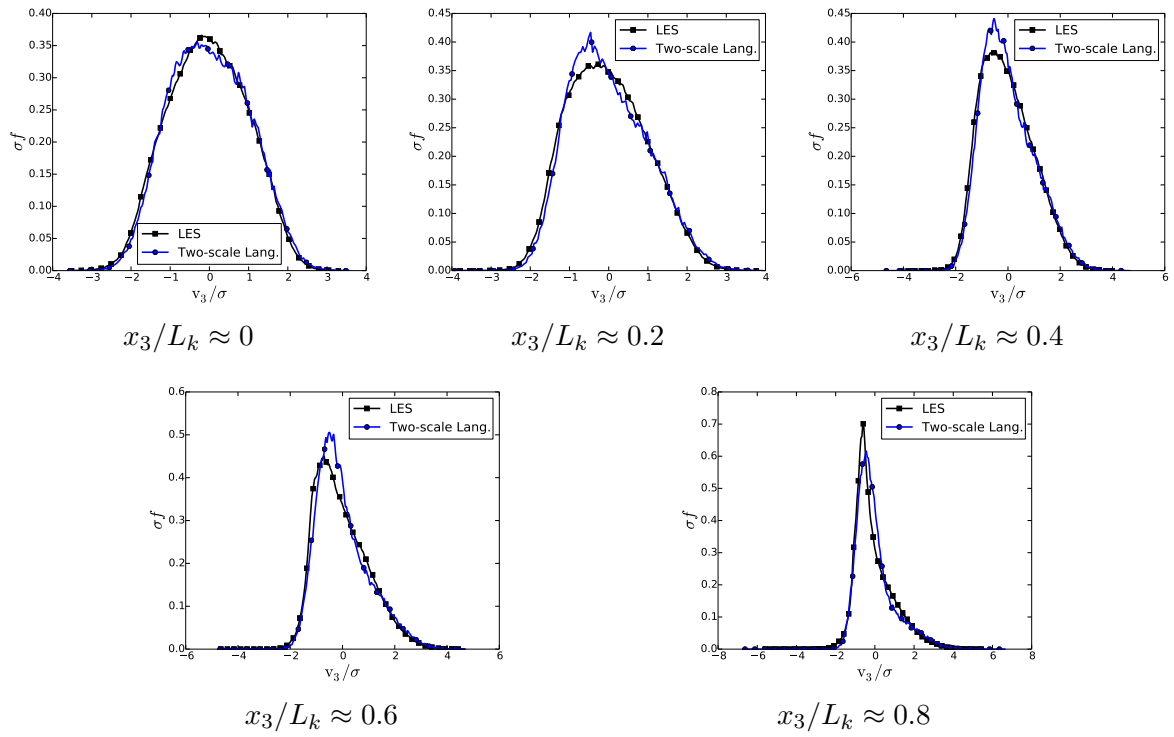 0.40
0.35
0.30
0.25
0.20
0.15
0.10
0.05
0.00
σf
LES
Two-scale Lang.
−4 −3 −2 −1 0 1 2 3 4
v₃/σ
x₃/Lₖ ≈ 0
0.45
0.40
0.35
0.30
0.25
0.20
0.15
0.10
0.05
0.00
σf
LES
Two-scale Lang.
−4 −3 −2 −1 0 1 2 3 4
v₃/σ
x₃/Lₖ ≈ 0.2
0.45
0.40
0.35
0.30
0.25
0.20
0.15
0.10
0.05
0.00
σf
LES
Two-scale Lang.
−6 −4 −2 0 2 4 6
v₃/σ
x₃/Lₖ ≈ 0.4
0.6
0.5
0.4
0.3
0.2
0.1
0.0
σf
LES
Two-scale Lang.
−6 −4 −2 0 2 4 6
v₃/σ
x₃/Lₖ ≈ 0.6
0.8
0.7
0.6
0.5
0.4
0.3
0.2
0.1
0.0
σf
LES
Two-scale Lang.
−8 −6 −4 −2 0 2 4 6 8
v₃/σ
x₃/Lₖ ≈ 0.8